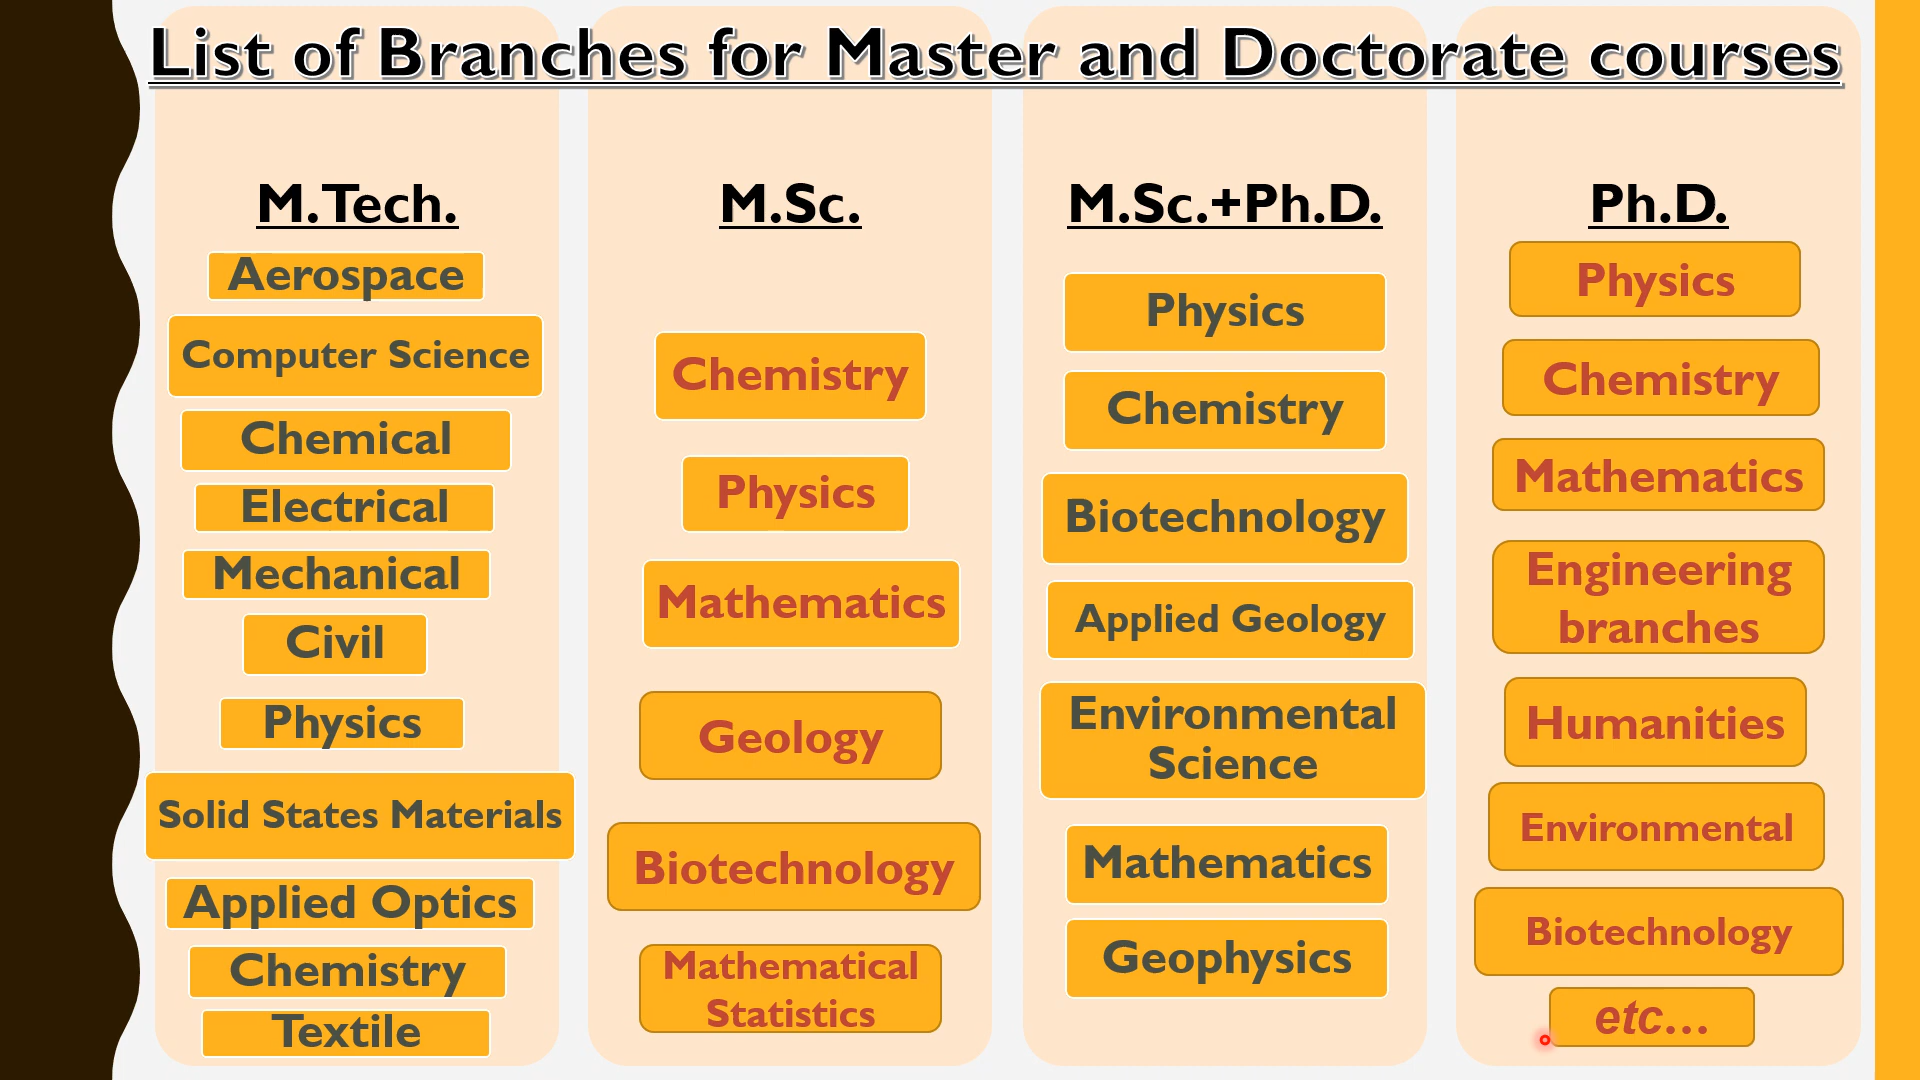 List of Branches for Master and Doctorate courses
M.Tech.
Aerospace
Computer Science
Chemical
Electrical
Mechanical
Civil
Physics
Solid States Materials
Applied Optics
Chemistry
Textile
M.Sc.
Chemistry
Physics
Mathematics
Geology
Biotechnology
Mathematical
Statistics
M.Sc.+Ph.D.
Physics
Chemistry
Biotechnology
Applied Geology
Environmental
Science
Mathematics
Geophysics
Ph.D.
Physics
Chemistry
Mathematics
Engineering
branches
Humanities
Environmental
Biotechnology
etc...